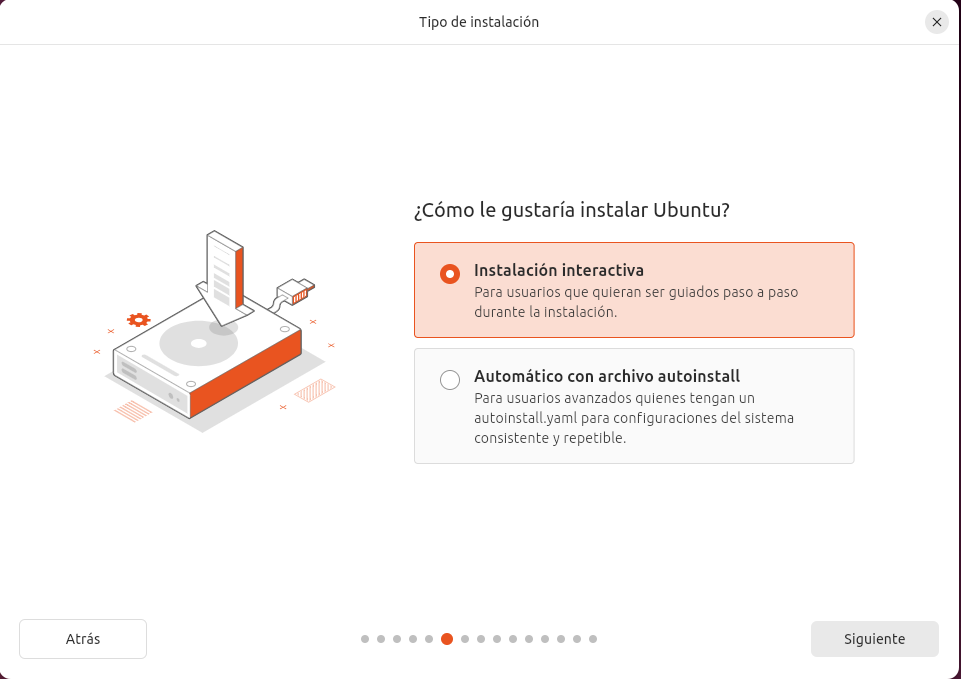 Tipo de instalación
¿Cómo le gustaría instalar Ubuntu?
Instalación interactiva
Para usuarios que quieran ser guiados paso a paso
durante la instalación.
Automático con archivo autoinstall
Para usuarios avanzados quienes tengan un
autoinstall.yaml para configuraciones del sistema
consistente y repetible.
Atrás
Siguiente